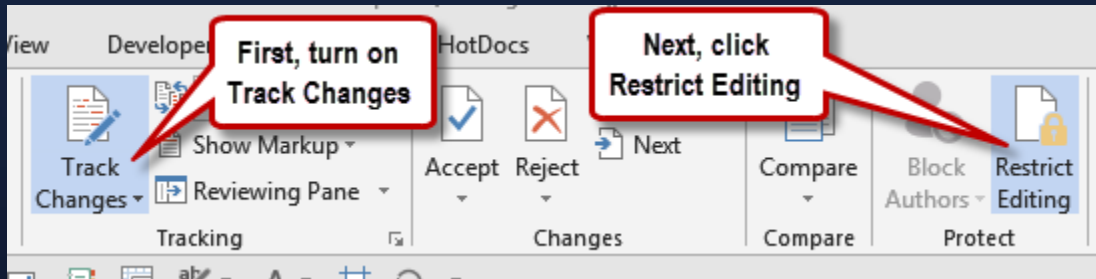 View Developer HotDocs
First, turn on
Track Changes
Next, click
Restrict Editing
Track
Changes
Show Markup
Reviewing Pane
Tracking
Accept Reject
Next
Changes
Compare
Compare
Block
Authors
Restrict
Editing
Protect